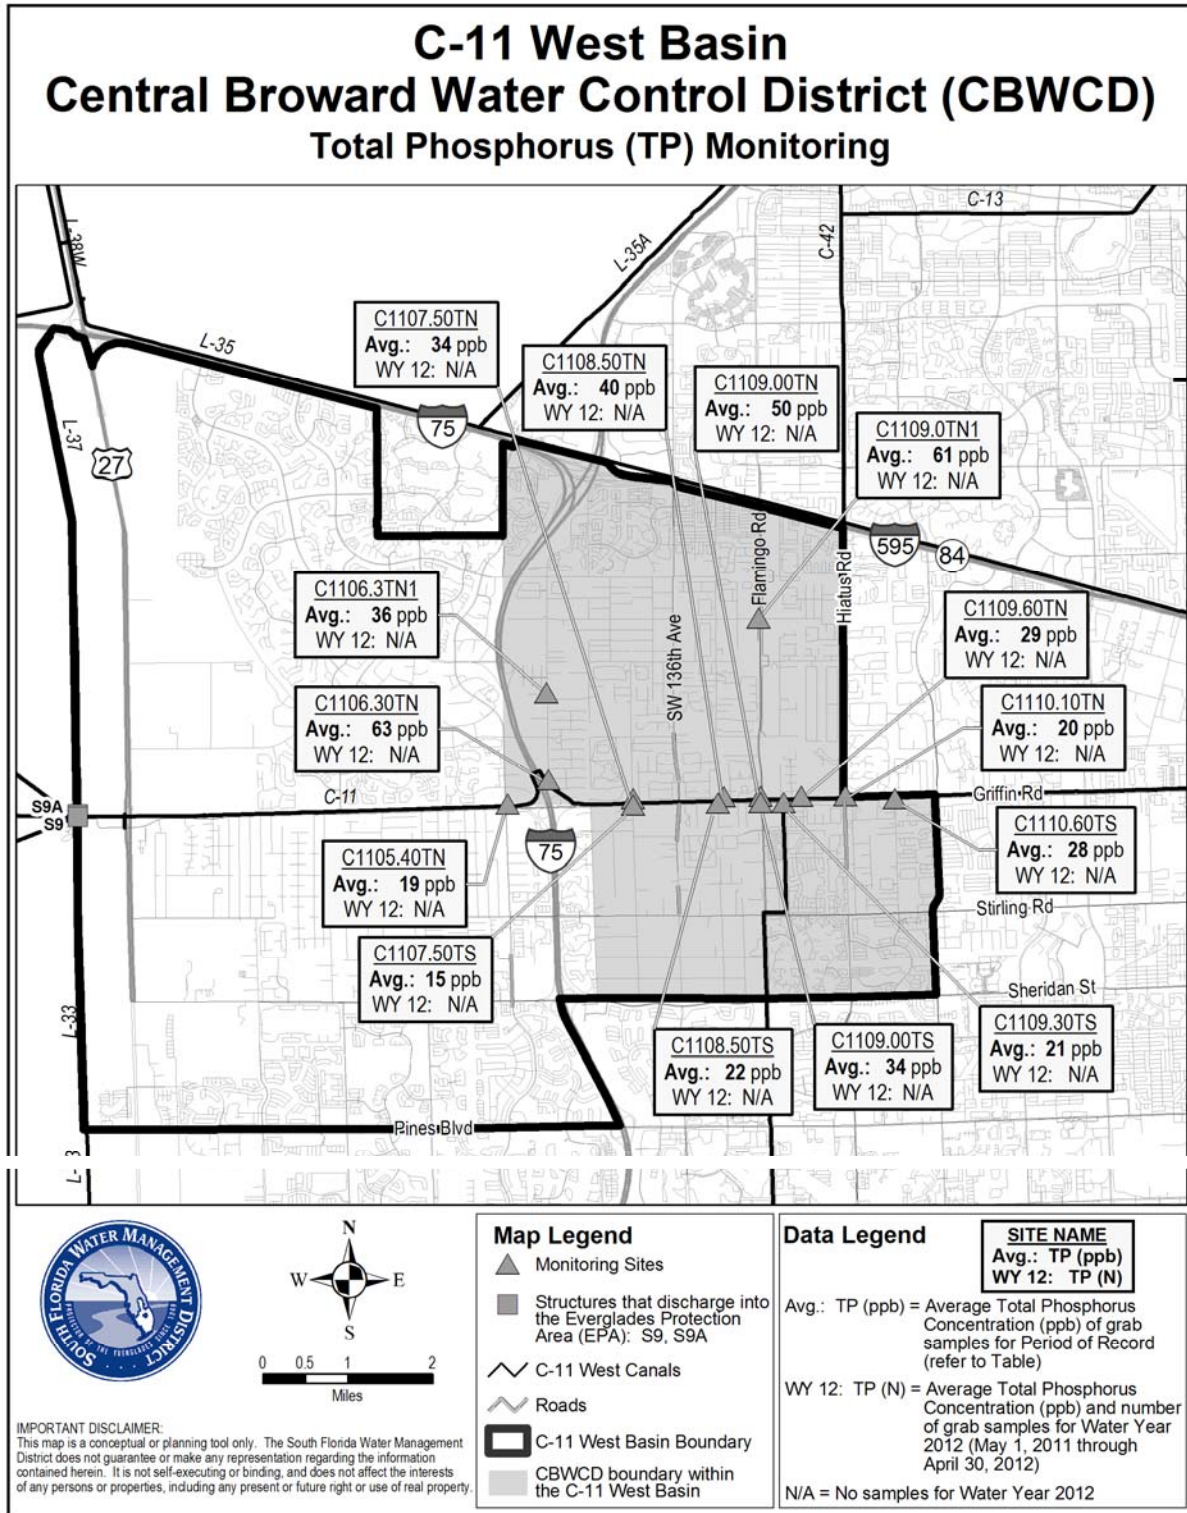 C-11 West Basin
Central Broward Water Control District (CBWCD)
Total Phosphorus (TP) Monitoring
L-38W
L-35A
C-42
C-13
L-35
L-37
27
75
C1107.50TN
Avg.: 34 ppb
WY 12: N/A
C1108.50TN
Avg.: 40 ppb
WY 12: N/A
C1109.00TN
Avg.: 50 ppb
WY 12: N/A
C1109.0TN1
Avg.: 61 ppb
WY 12: N/A
595
84
Flamingo Rd
Hiatus Rd
SW 136th Ave
C1106.3TN1
Avg.: 36 ppb
WY 12: N/A
C1109.60TN
Avg.: 29 ppb
WY 12: N/A
C1106.30TN
Avg.: 63 ppb
WY 12: N/A
C1110.10TN
Avg.: 20 ppb
WY 12: N/A
C-11
S9A
S9
Griffin Rd
75
C1105.40TN
Avg.: 19 ppb
WY 12: N/A
C1110.60TS
Avg.: 28 ppb
WY 12: N/A
Stirling Rd
C1107.50TS
Avg.: 15 ppb
WY 12: N/A
Sheridan St
L-33
C1108.50TS
Avg.: 22 ppb
WY 12: N/A
C1109.00TS
Avg.: 34 ppb
WY 12: N/A
C1109.30TS
Avg.: 21 ppb
WY 12: N/A
Pines Blvd
SOUTH FLORIDA WATER MANAGEMENT DISTRICT
PROTECTOR OF THE EVERGLADES SINCE 1949
N
W
E
S
0 0.5 1 2
Miles
IMPORTANT DISCLAIMER:
This map is a conceptual or planning tool only. The South Florida Water Management
District does not guarantee or make any representation regarding the information
contained herein. It is not self-executing or binding, and does not affect the interests
of any persons or properties, including any present or future right or use of real property.
Map Legend
Monitoring Sites
Structures that discharge into
the Everglades Protection
Area (EPA): S9, S9A
C-11 West Canals
Roads
C-11 West Basin Boundary
CBWCD boundary within
the C-11 West Basin
Data Legend
SITE NAME
Avg.: TP (ppb)
WY 12: TP (N)
Avg.: TP (ppb) = Average Total Phosphorus
Concentration (ppb) of grab
samples for Period of Record
(refer to Table)
WY 12: TP (N) = Average Total Phosphorus
Concentration (ppb) and number
of grab samples for Water Year
2012 (May 1, 2011 through
April 30, 2012)
N/A = No samples for Water Year 2012